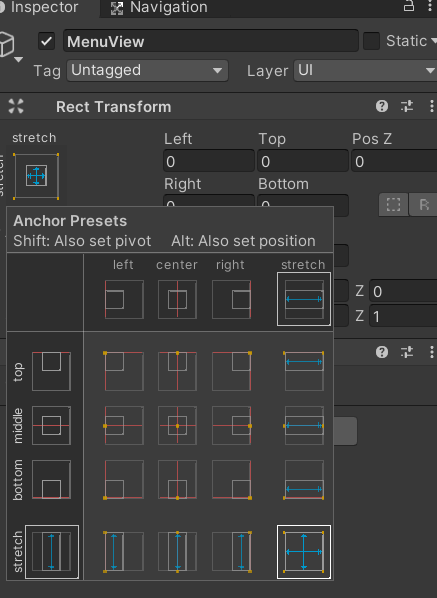 Inspector
Navigation
MenuView
Static
Tag Untagged Layer UI
Rect Transform
stretch Left Top Pos Z
stretch
0 0 0
Right Bottom
R
Anchor Presets
Shift: Also set pivot Alt: Also set position
left center right stretch
Z 0
Z 1
top
middle
bottom
stretch